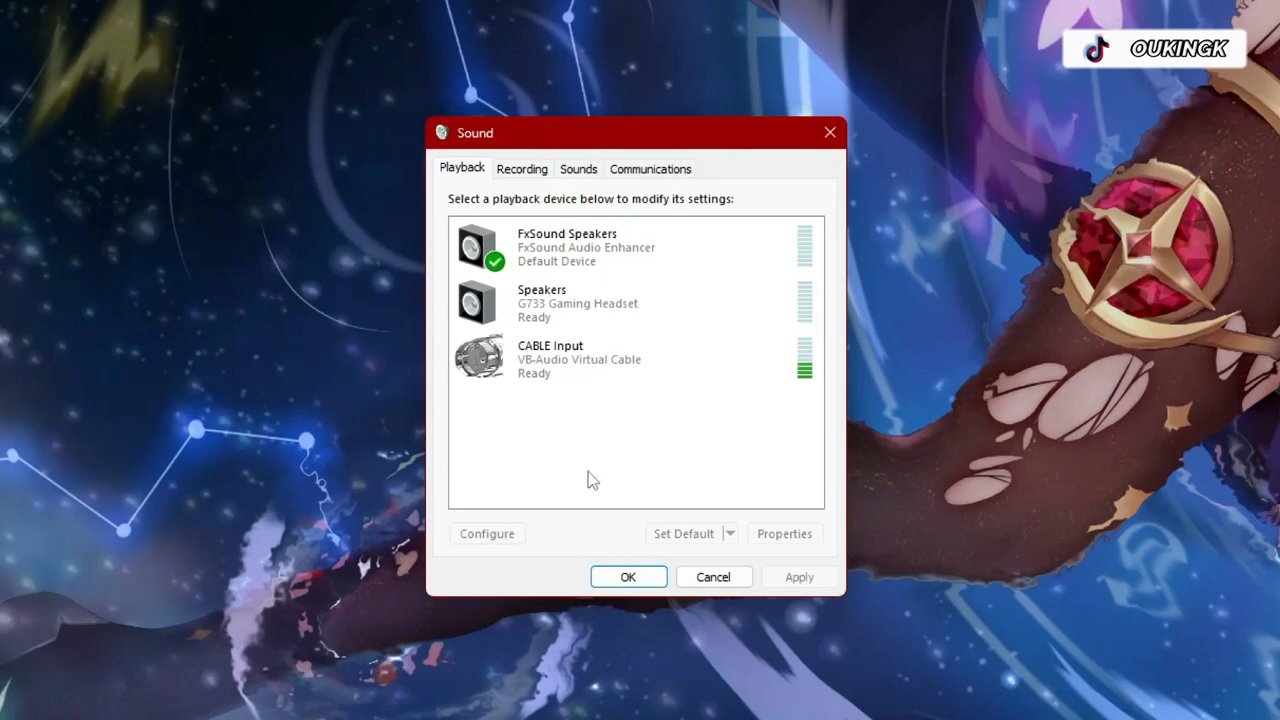 OUKINGK
Sound
Playback
Recording
Sounds
Communications
Select a playback device below to modify its settings:
FxSound Speakers
FxSound Audio Enhancer
Default Device
Speakers
G733 Gaming Headset
Ready
CABLE Input
VB-Audio Virtual Cable
Ready
Configure
Set Default
Properties
OK
Cancel
Apply